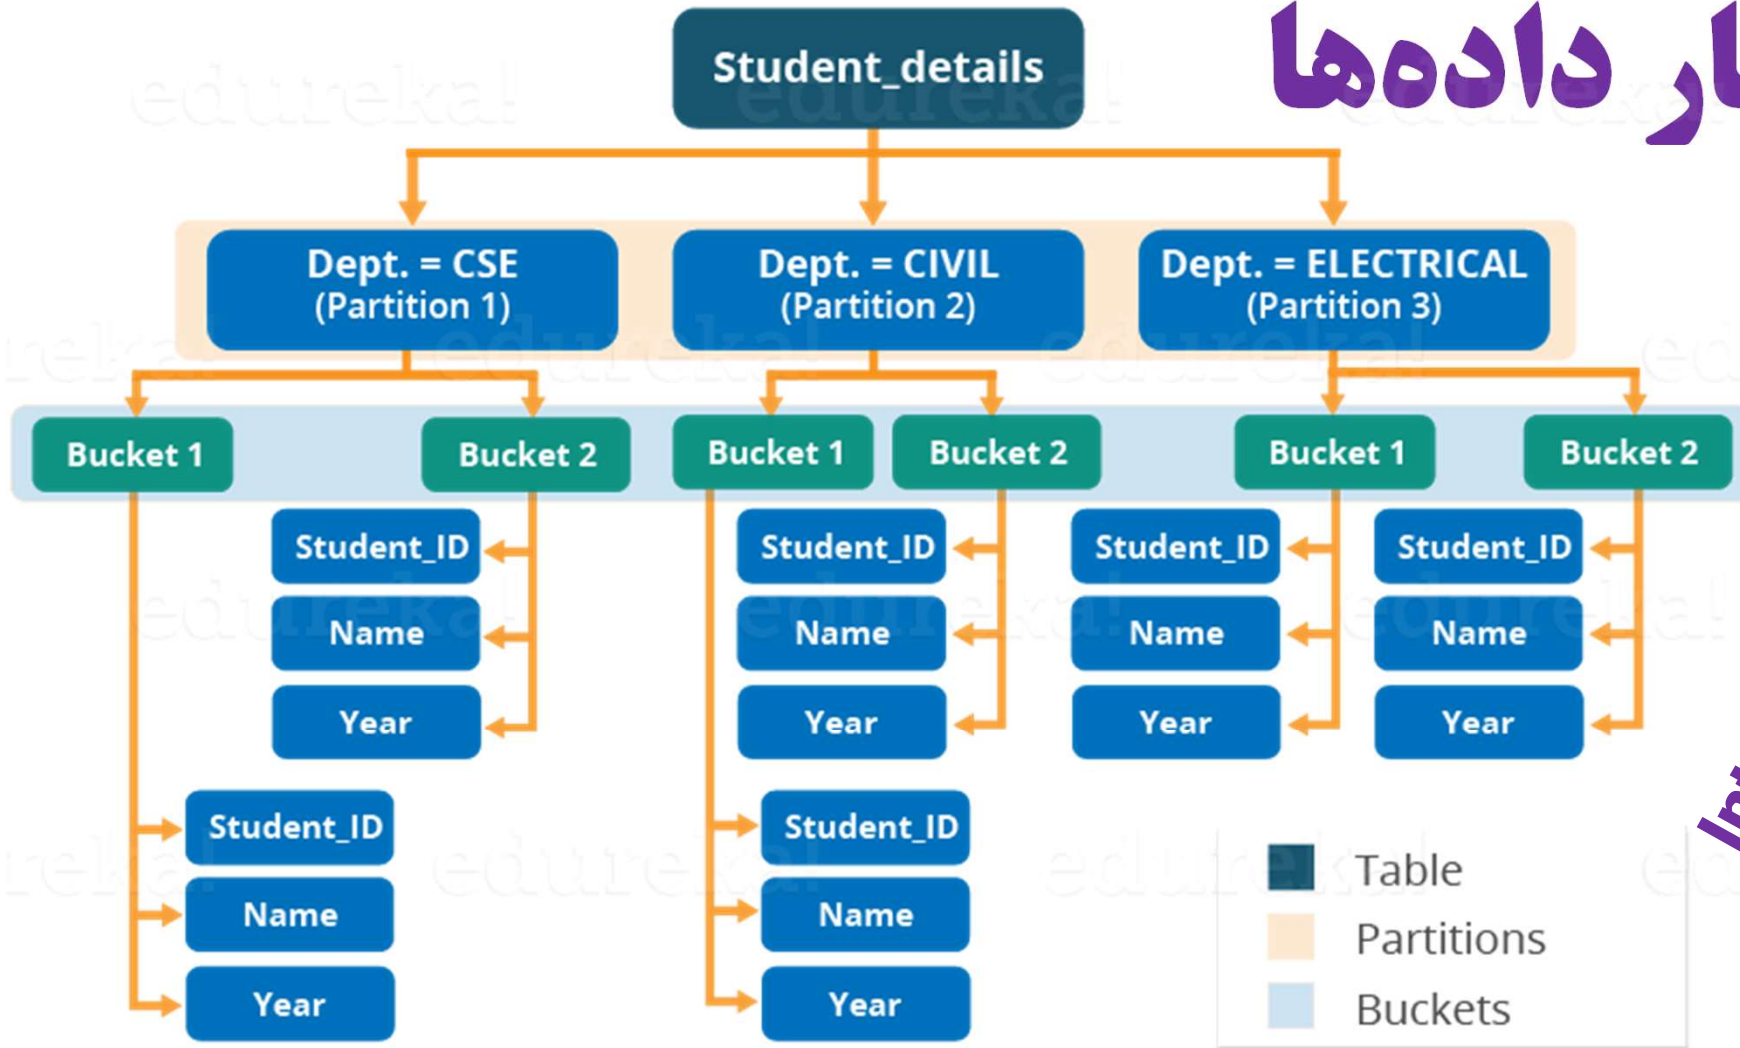 Student_details
داده‌ها
Dept. = CSE
(Partition 1)
Dept. = CIVIL
(Partition 2)
Dept. = ELECTRICAL
(Partition 3)
Bucket 1
Bucket 2
Bucket 1
Bucket 2
Bucket 1
Bucket 2
Student_ID
Name
Year
Student_ID
Name
Year
Student_ID
Name
Year
Student_ID
Name
Year
Student_ID
Name
Year
Student_ID
Name
Year
Table
Partitions
Buckets
edureka!